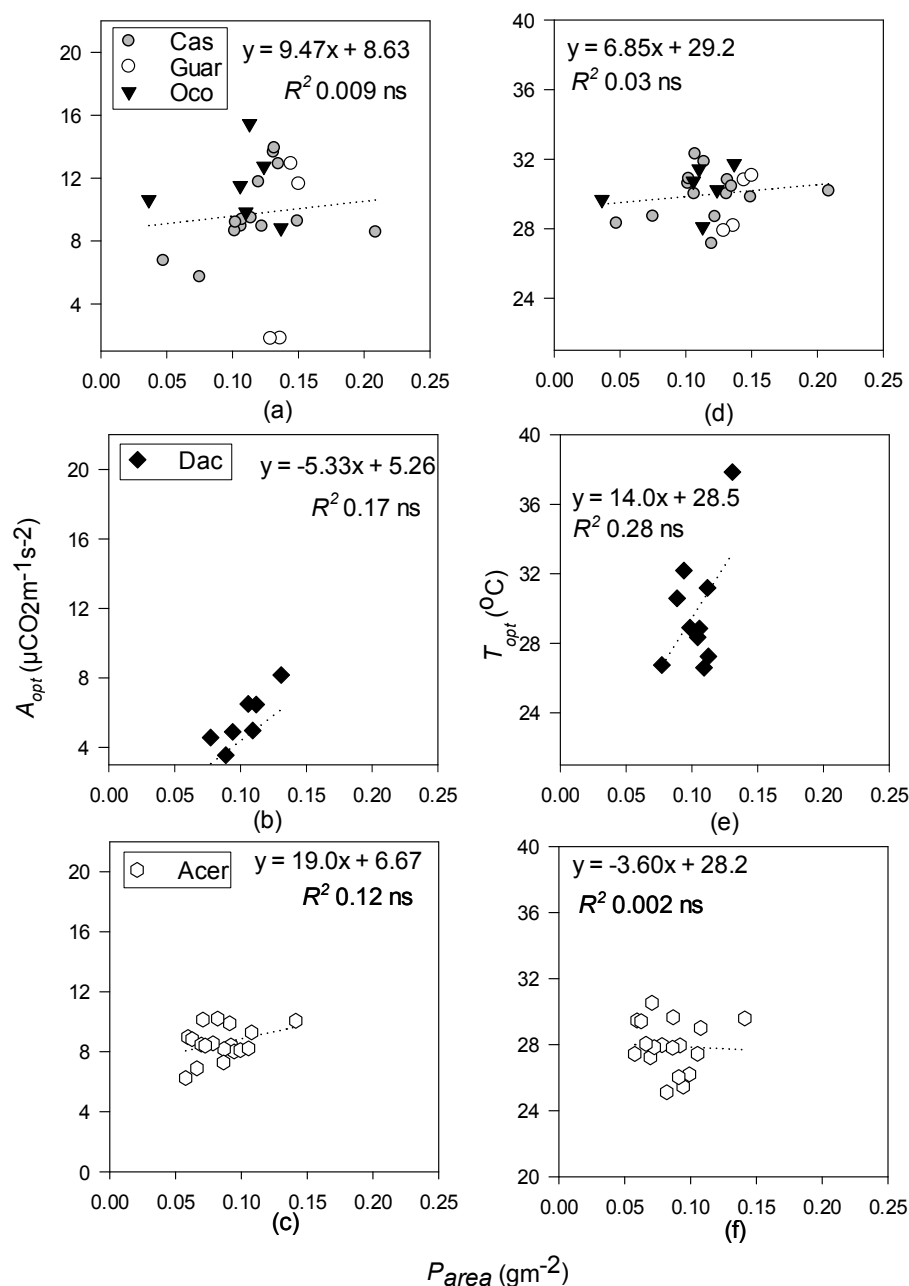 Cas
Guar
Oco
y = 9.47x + 8.63
R² 0.009 ns
20
16
12
8
4
0.00 0.05 0.10 0.15 0.20 0.25
(a)
y = 6.85x + 29.2
R² 0.03 ns
40
36
32
28
24
0.00 0.05 0.10 0.15 0.20 0.25
(d)
Dac
y = -5.33x + 5.26
R² 0.17 ns
20
16
12
8
4
0.00 0.05 0.10 0.15 0.20 0.25
(b)
A_opt (µCO2m-1s-2)
y = 14.0x + 28.5
R² 0.28 ns
40
36
32
28
24
0.00 0.05 0.10 0.15 0.20 0.25
(e)
T_opt (°C)
Acer
y = 19.0x + 6.67
R² 0.12 ns
20
16
12
8
4
0
0.00 0.05 0.10 0.15 0.20 0.25
(c)
y = -3.60x + 28.2
R² 0.002 ns
40
36
32
28
24
20
0.00 0.05 0.10 0.15 0.20 0.25
(f)
Parea (gm-2)